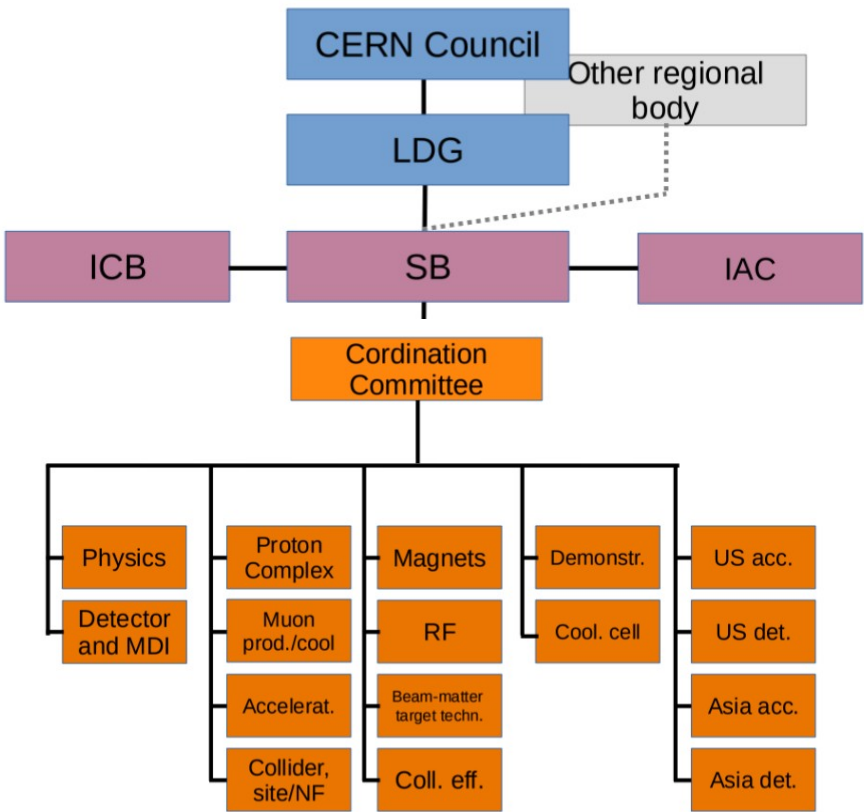 CERN Council
Other regional
body
LDG
ICB
SB
IAC
Cordination
Committee
Physics
Detector
and MDI
Proton
Complex
Muon
prod./cool
Accelerat.
Collider,
site/NF
Magnets
RF
Beam-matter
target techn.
Coll. eff.
Demonstr.
Cool. cell
US acc.
US det.
Asia acc.
Asia det.